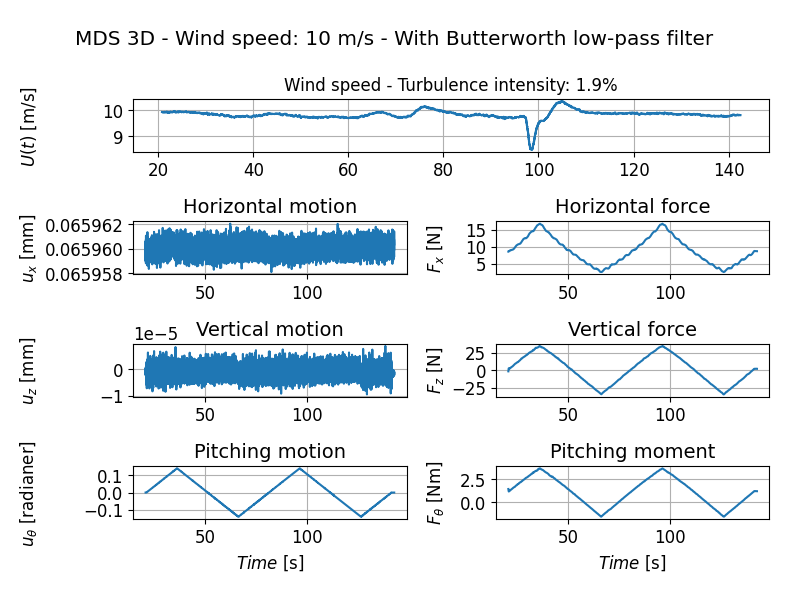 MDS 3D - Wind speed: 10 m/s - With Butterworth low-pass filter
Wind speed - Turbulence intensity: 1.9%
U(t) [m/s]
10
9
20 40 60 80 100 120 140
Horizontal motion
u_x [mm]
0.065962
0.065960
0.065958
50 100
Horizontal force
F_x [N]
15
10
5
50 100
1e−5
Vertical motion
u_z [mm]
0
−1
50 100
Vertical force
F_z [N]
25
0
−25
50 100
Pitching motion
u_θ [radianer]
0.1
0.0
−0.1
50 100
Time [s]
Pitching moment
F_θ [Nm]
2.5
0.0
50 100
Time [s]